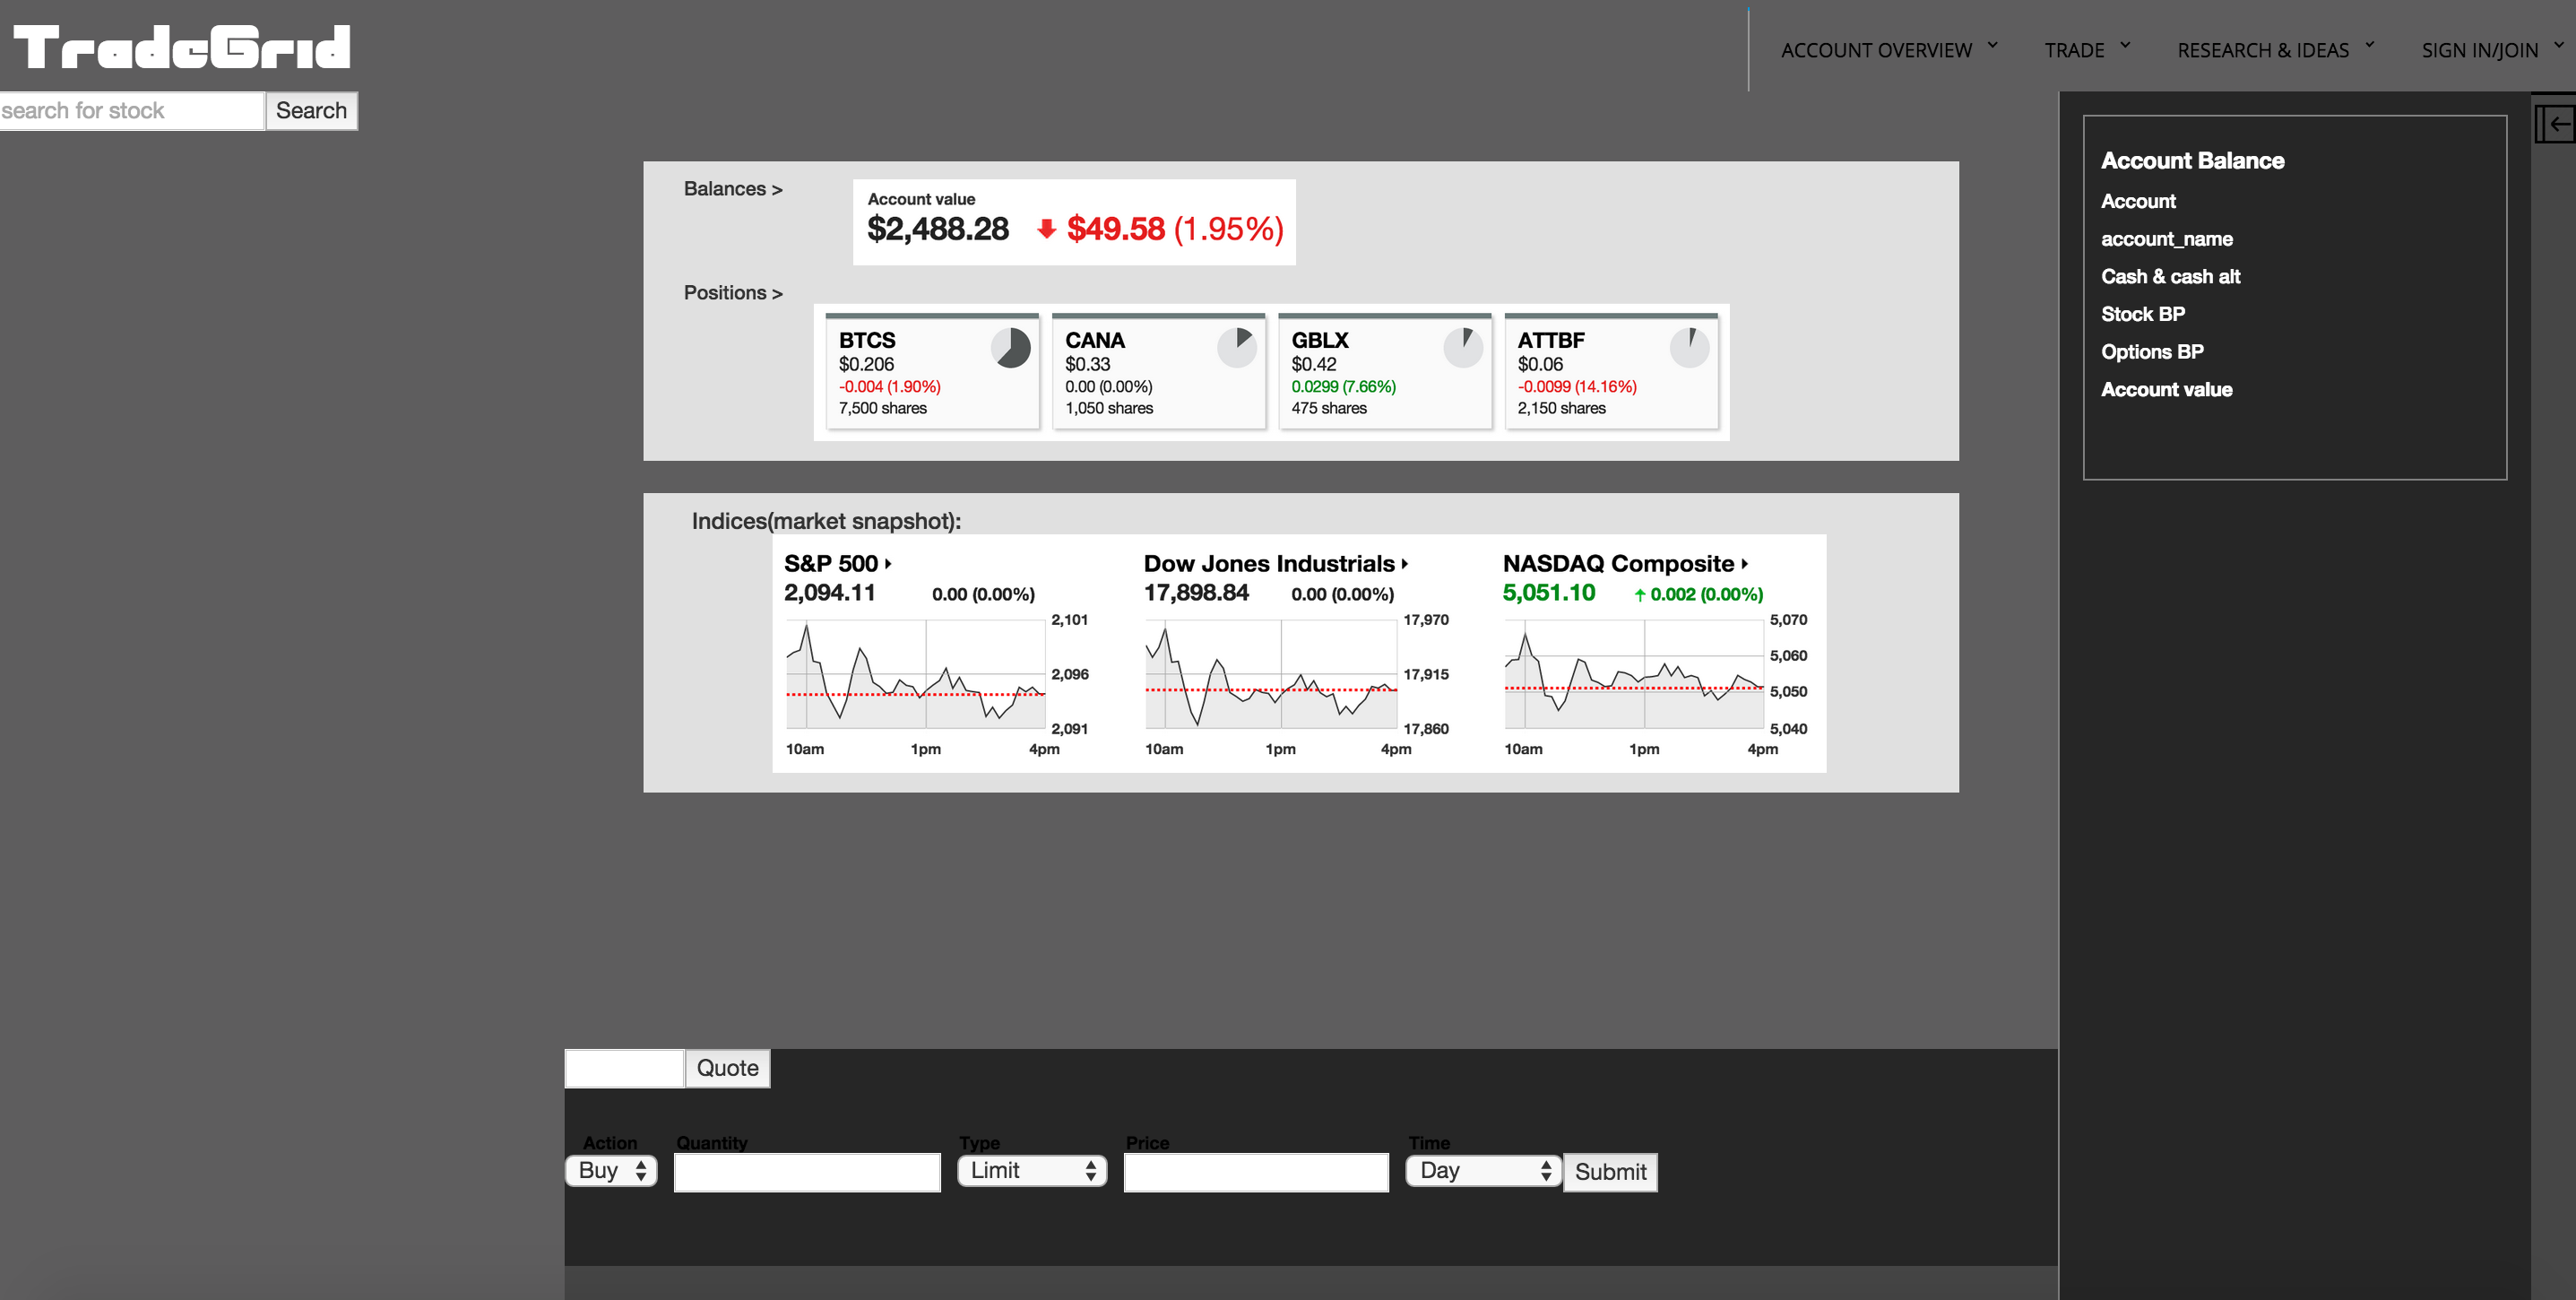 TradeGrid
ACCOUNT OVERVIEW TRADE RESEARCH & IDEAS SIGN IN/JOIN
search for stock Search
Balances >
Account value
$2,488.28 $49.58 (1.95%)
Positions >
BTCS
$0.206
-0.004 (1.90%)
7,500 shares
CANA
$0.33
0.00 (0.00%)
1,050 shares
GBLX
$0.42
0.0299 (7.66%)
475 shares
ATTBF
$0.06
-0.0099 (14.16%)
2,150 shares
Indices(market snapshot):
S&P 500
2,094.11 0.00 (0.00%)
2,101
2,096
2,091
10am 1pm 4pm
Dow Jones Industrials
17,898.84 0.00 (0.00%)
17,970
17,915
17,860
10am 1pm 4pm
NASDAQ Composite
5,051.10 0.002 (0.00%)
5,070
5,060
5,050
5,040
10am 1pm 4pm
Account Balance
Account
account_name
Cash & cash alt
Stock BP
Options BP
Account value
Quote
Action Quantity Type Price Time
Buy Limit Day Submit